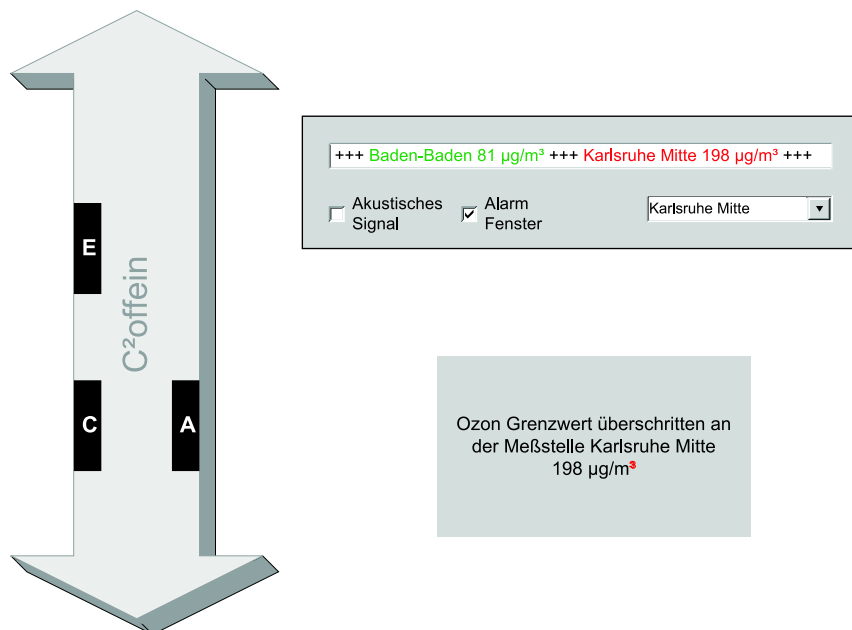 +++ Baden-Baden 81 µg/m³ +++ Karlsruhe Mitte 198 µg/m³ +++
Akustisches
Signal
Alarm
Fenster
Karlsruhe Mitte
E
C²offein
C
A
Ozon Grenzwert überschritten an
der Meßstelle Karlsruhe Mitte
198 µg/m³